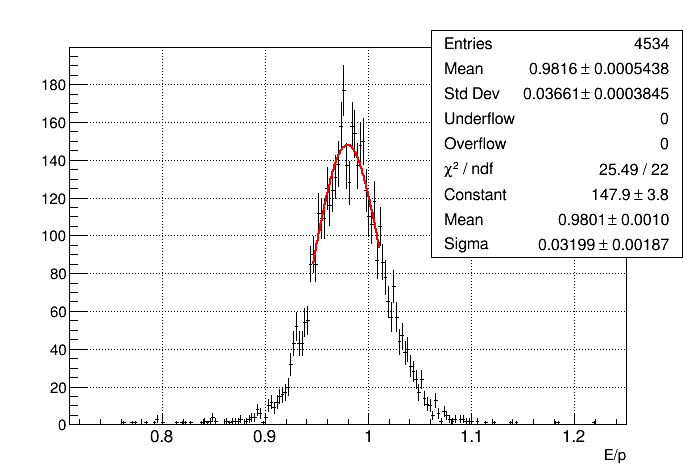 Entries 4534
Mean 0.9816 ± 0.0005438
Std Dev 0.03661 ± 0.0003845
Underflow 0
Overflow 0
χ² / ndf 25.49 / 22
Constant 147.9 ± 3.8
Mean 0.9801 ± 0.0010
Sigma 0.03199 ± 0.00187
180
160
140
120
100
80
60
40
20
0
0.8 0.9 1 1.1 1.2
E/p